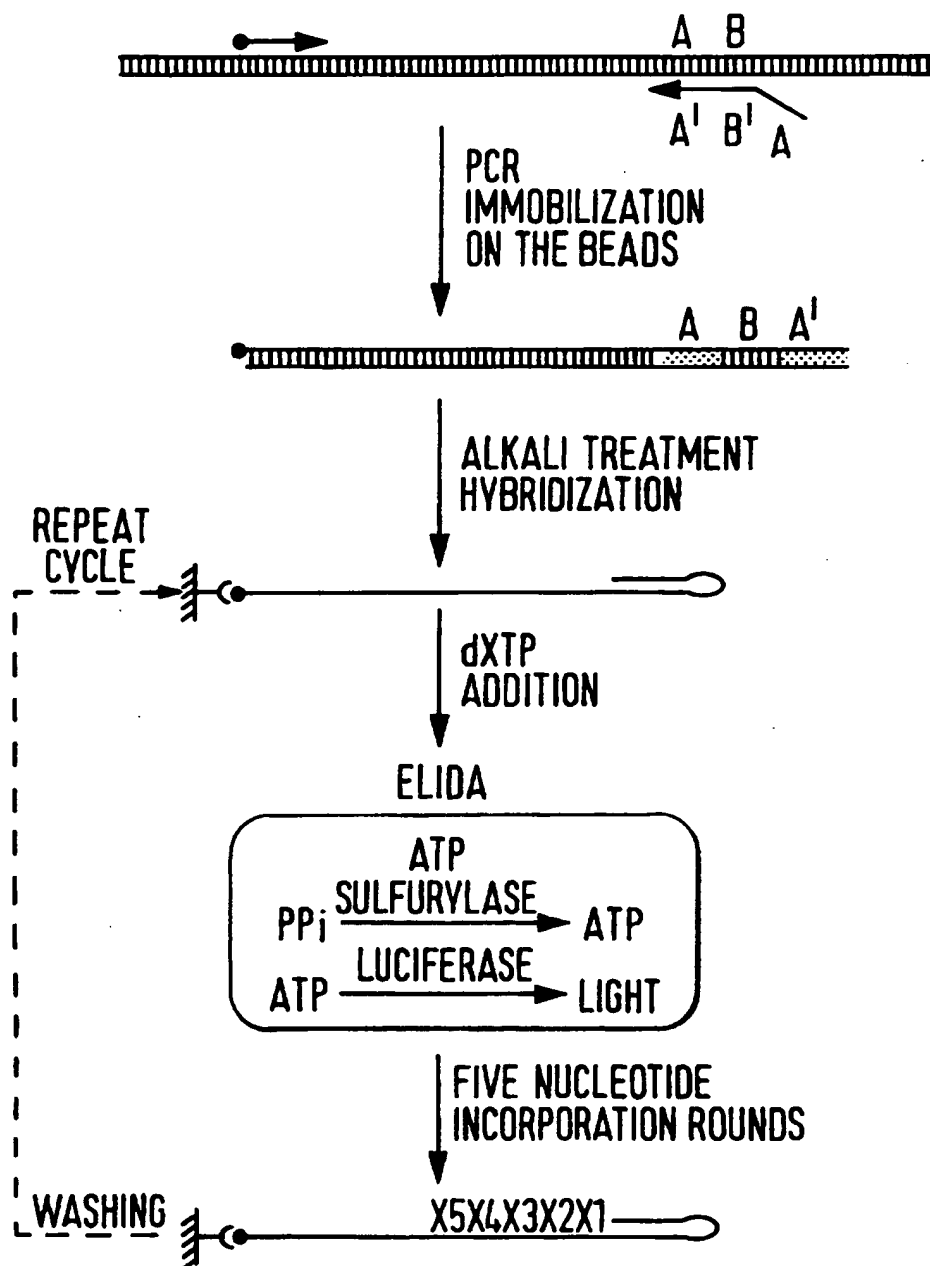 A B
A' B' A
PCR
IMMOBILIZATION
ON THE BEADS
A B A'
ALKALI TREATMENT
HYBRIDIZATION
REPEAT
CYCLE
dXTP
ADDITION
ELIDA
ATP
SULFURYLASE
PPi ATP
LUCIFERASE
ATP LIGHT
FIVE NUCLEOTIDE
INCORPORATION ROUNDS
WASHING
X5X4X3X2X1